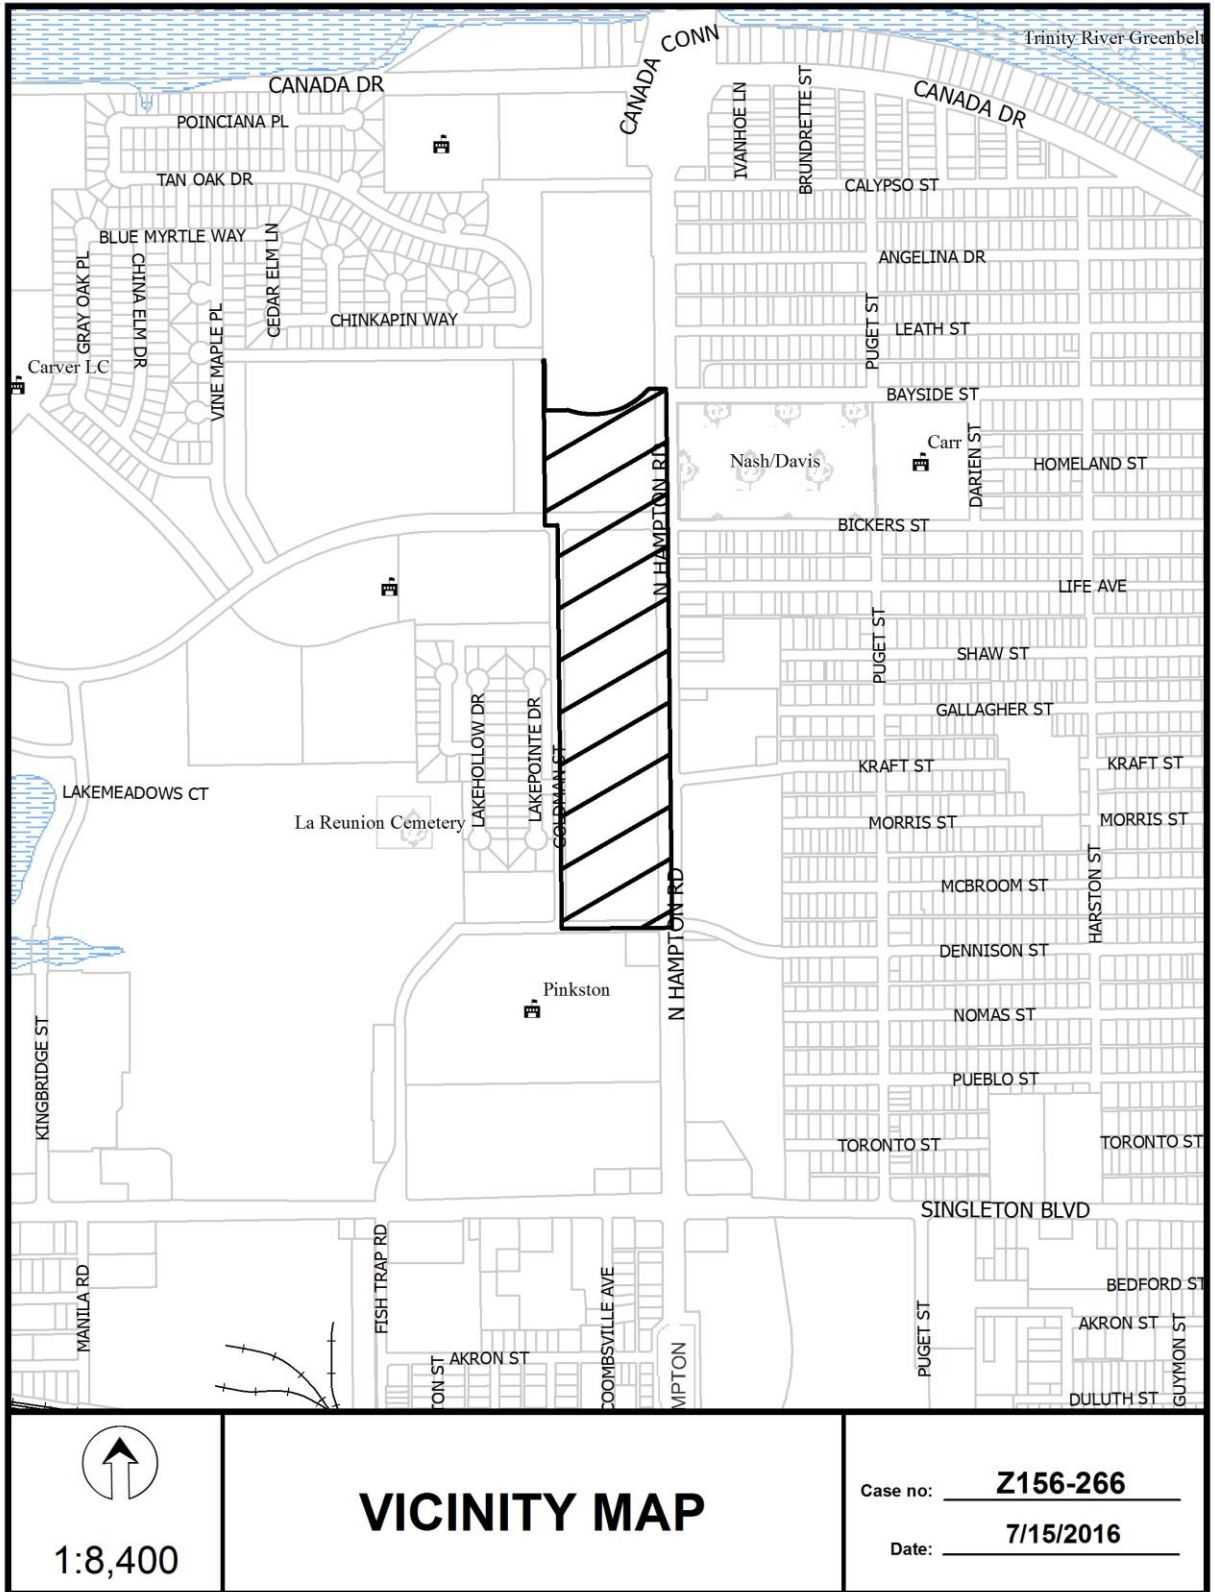 Trinity River Greenbelt
CANADA CONN
CANADA DR
CANADA DR
POINCIANA PL
IVANHOE LN
BRUNDRETTE ST
TAN OAK DR
CALYPSO ST
BLUE MYRTLE WAY
CEDAR ELM LN
GRAY OAK PL
CHINA ELM DR
ANGELINA DR
VINE MAPLE PL
CHINKAPIN WAY
PUGET ST
LEATH ST
Carver LC
BAYSIDE ST
Carr
DARIEN ST
Nash/Davis
HOMELAND ST
N HAMPTON RD
BICKERS ST
LIFE AVE
PUGET ST
SHAW ST
LAKEHOLLOW DR
LAKEPOINTE DR
GALLAGHER ST
GOLDMAN ST
KRAFT ST
KRAFT ST
LAKEMEADOWS CT
La Reunion Cemetery
MORRIS ST
MORRIS ST
HARSTON ST
MCBROOM ST
N HAMPTON RD
DENNISON ST
Pinkston
NOMAS ST
KINGBRIDGE ST
PUEBLO ST
TORONTO ST
TORONTO ST
SINGLETON BLVD
MANILA RD
FISH TRAP RD
COOMBSVILLE AVE
BEDFORD ST
PUGET ST
AKRON ST
GUYMON ST
AKRON ST
TON ST
MPTON
DULUTH ST
1:8,400
VICINITY MAP
Case no: Z156-266
Date: 7/15/2016